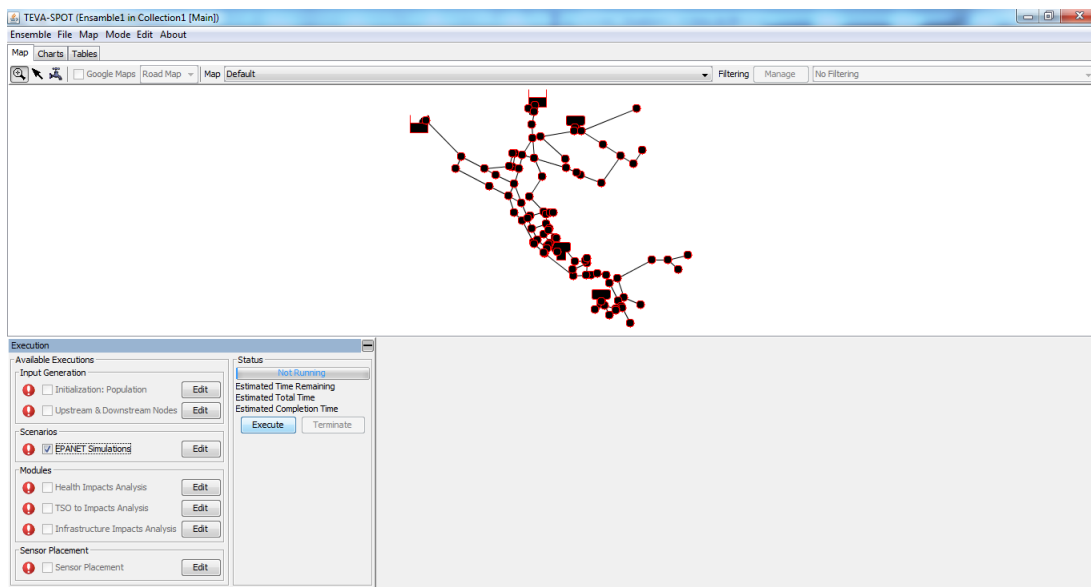 TEVA-SPOT (Ensamble1 in Collection1 [Main])
Ensemble File Map Mode Edit About
Map Charts Tables
Google Maps Road Map Map Default Filtering Manage No Filtering
Execution
Available Executions
Input Generation
Initialization: Population Edit
Upstream & Downstream Nodes Edit
Scenarios
EPANET Simulations Edit
Modules
Health Impacts Analysis Edit
TSO to Impacts Analysis Edit
Infrastructure Impacts Analysis Edit
Sensor Placement
Sensor Placement Edit
Status
Not Running
Estimated Time Remaining
Estimated Total Time
Estimated Completion Time
Execute Terminate